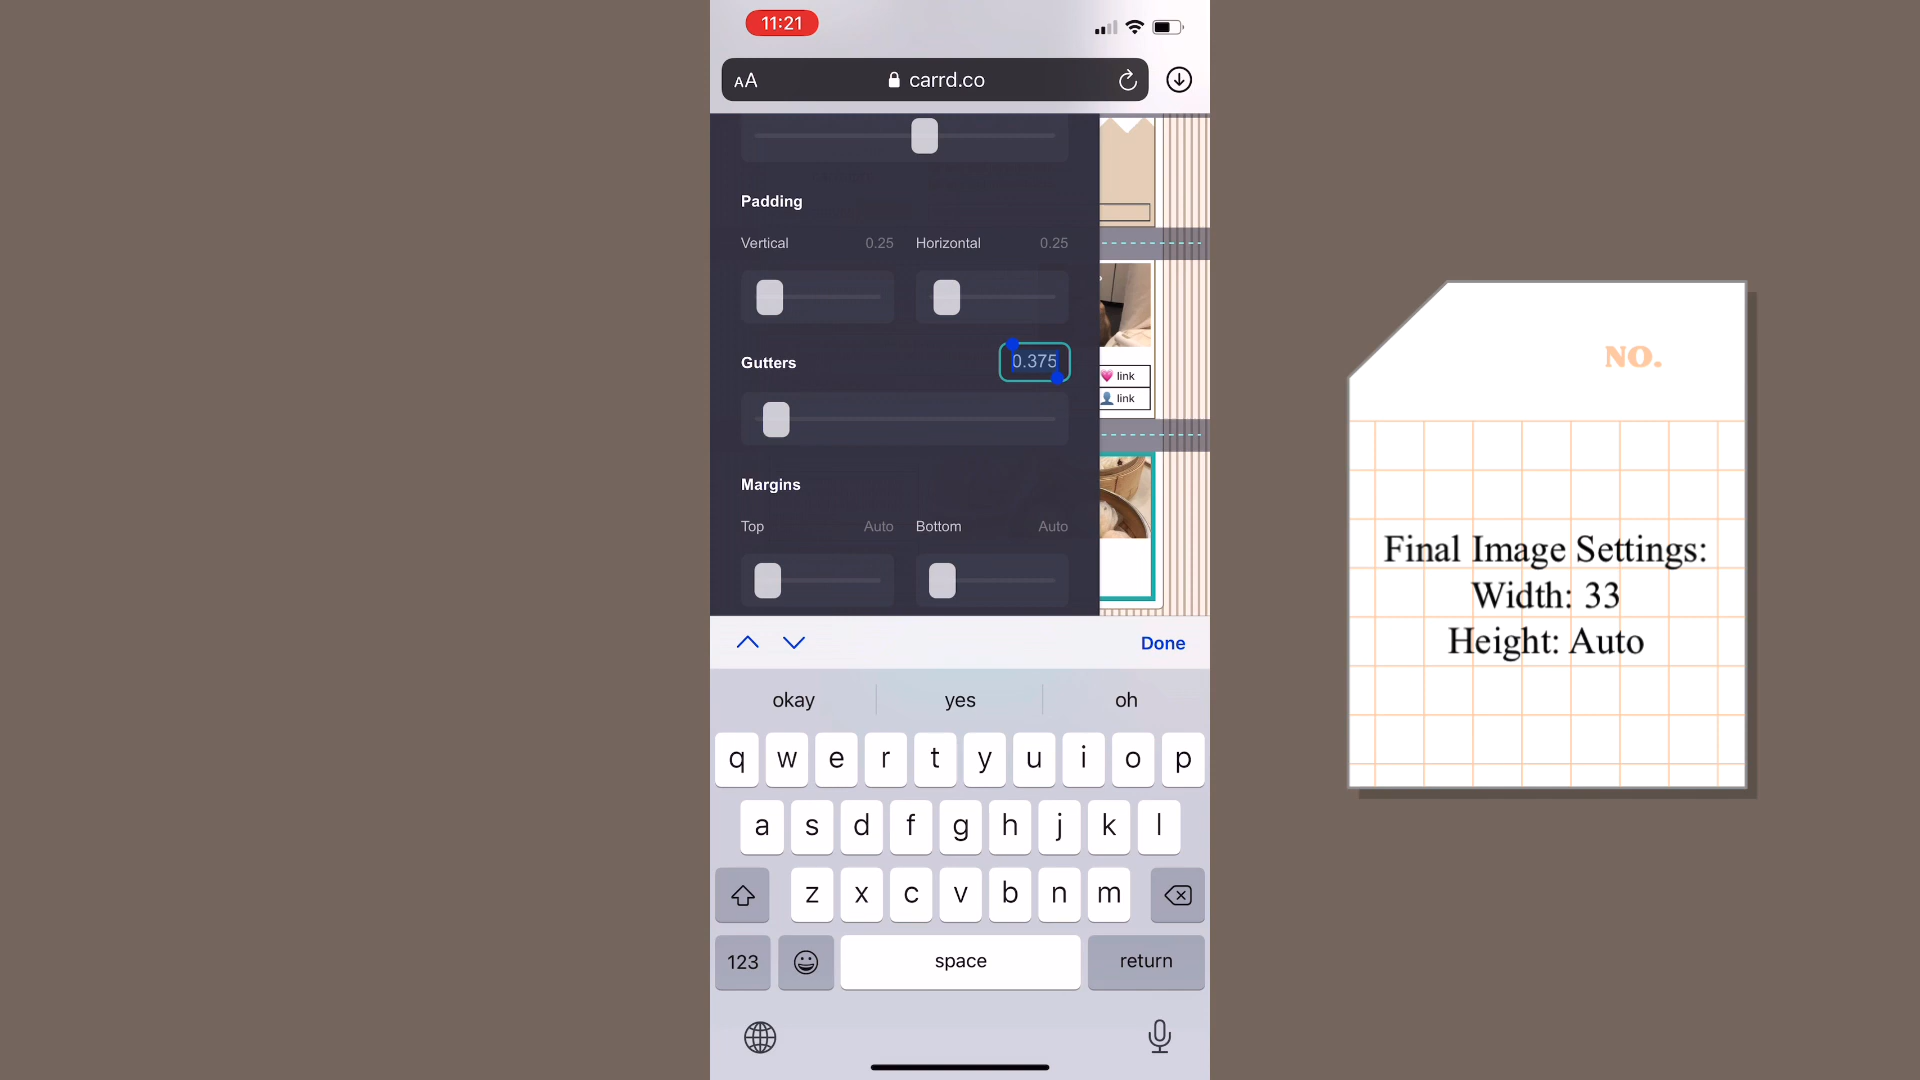 11:21
AA
carrd.co
Padding
Vertical 0.25 Horizontal 0.25
Gutters 0.375
Margins
Top Auto Bottom Auto
link
link
Done
okay yes oh
q w e r t y u i o p
a s d f g h j k l
z x c v b n m
123 space return
NO.
Final Image Settings:
Width: 33
Height: Auto